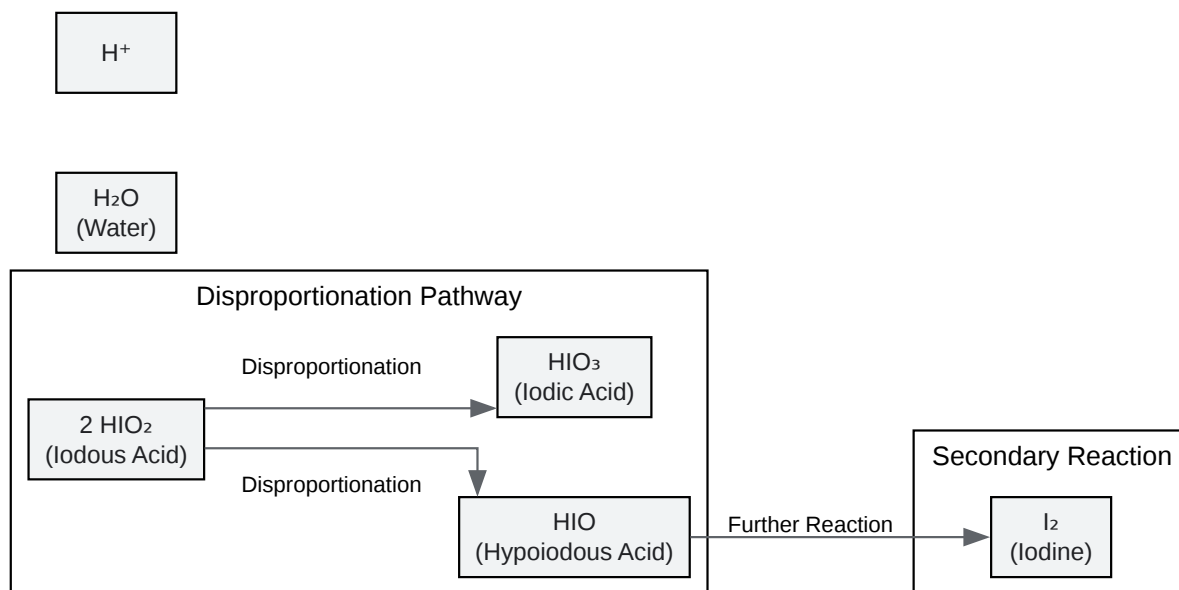 H⁺
H₂O
(Water)
Disproportionation Pathway
Disproportionation
HIO₃
(Iodic Acid)
2 HIO₂
(Iodous Acid)
Disproportionation
HIO
(Hypoiodous Acid)
Further Reaction
Secondary Reaction
I₂
(Iodine)